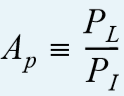 A_p ≡ P_L / P_I